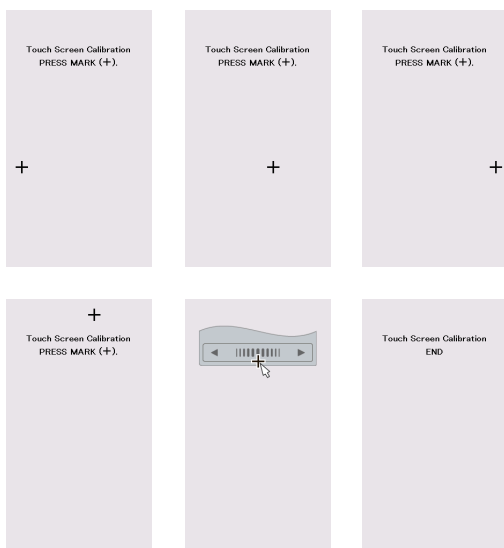 Touch Screen Calibration
PRESS MARK (+).
+
Touch Screen Calibration
PRESS MARK (+).
+
Touch Screen Calibration
PRESS MARK (+).
+
+
Touch Screen Calibration
PRESS MARK (+).
+
Touch Screen Calibration
END